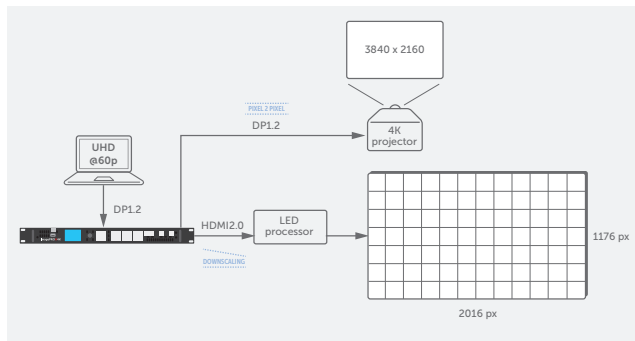 3840 x 2160
PIXEL 2 PIXEL
DP1.2
4K
projector
UHD
@60p
DP1.2
HDMI2.0
LED
processor
DOWNSCALING
1176 px
2016 px